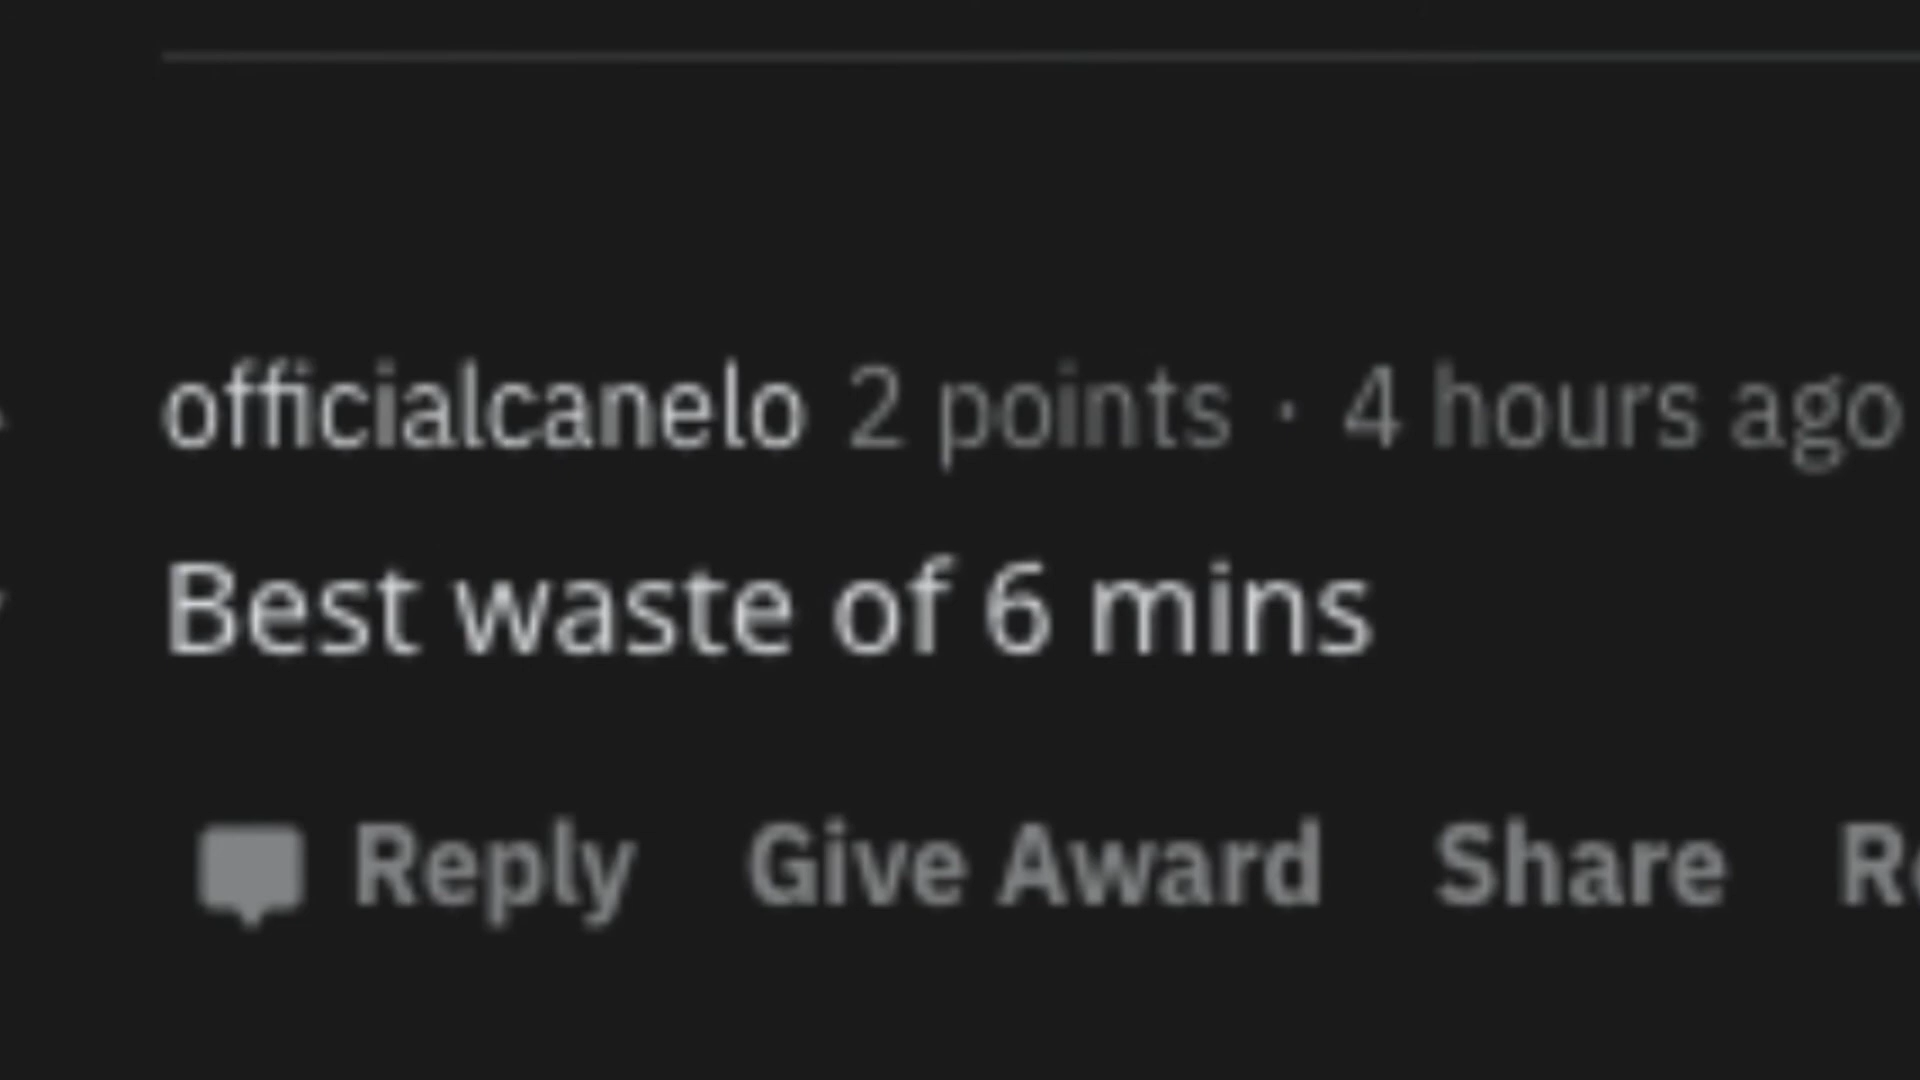 officialcanelo 2 points · 4 hours ago
Best waste of 6 mins
Reply Give Award Share